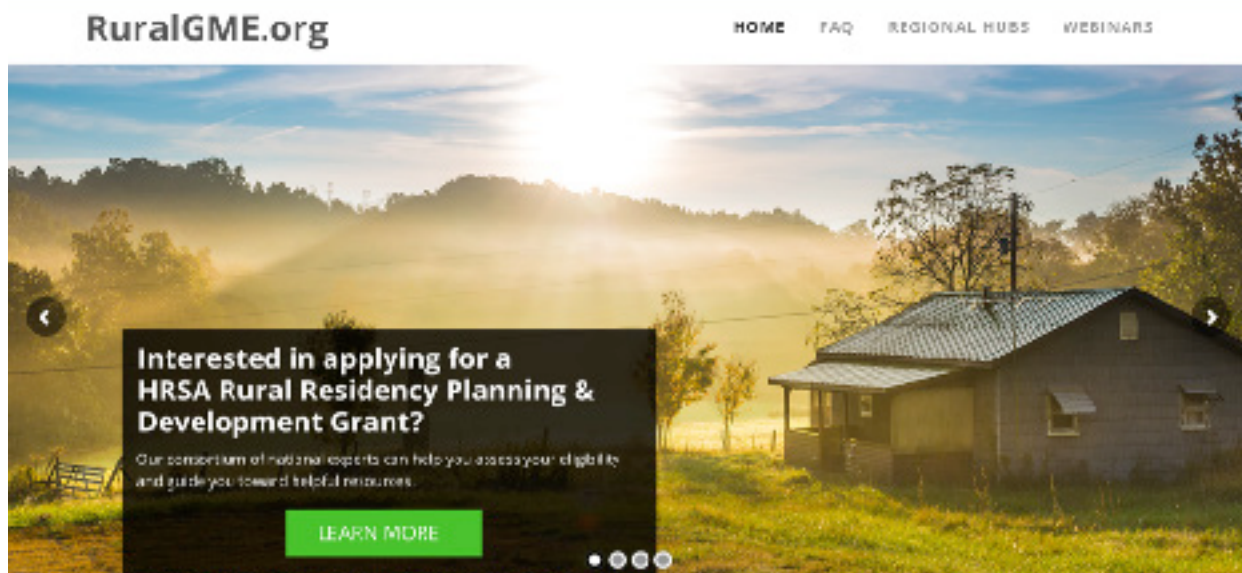 RuralGME.org
HOME FAQ REGIONAL HUBS WEBINARS
Interested in applying for a
HRSA Rural Residency Planning &
Development Grant?
Our consortium of national experts can help you assess your eligibility
and guide you toward helpful resources.
LEARN MORE